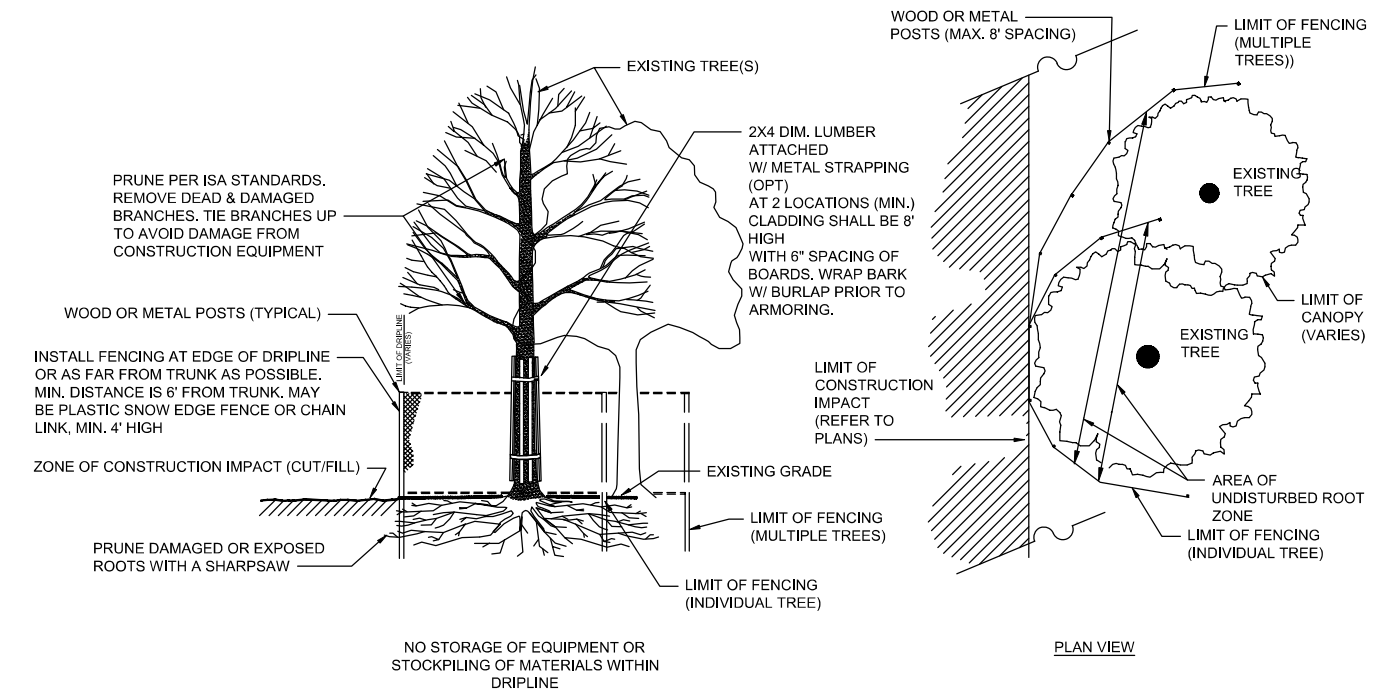 EXISTING TREE(S)
PRUNE PER ISA STANDARDS.
REMOVE DEAD & DAMAGED
BRANCHES. TIE BRANCHES UP
TO AVOID DAMAGE FROM
CONSTRUCTION EQUIPMENT
WOOD OR METAL POSTS (TYPICAL)
LIMIT OF DRIPLINE
(VARIES)
INSTALL FENCING AT EDGE OF DRIPLINE
OR AS FAR FROM TRUNK AS POSSIBLE.
MIN. DISTANCE IS 6' FROM TRUNK. MAY
BE PLASTIC SNOW EDGE FENCE OR CHAIN
LINK, MIN. 4' HIGH
ZONE OF CONSTRUCTION IMPACT (CUT/FILL)
PRUNE DAMAGED OR EXPOSED
ROOTS WITH A SHARPSAW
2X4 DIM. LUMBER
ATTACHED
W/ METAL STRAPPING
(OPT)
AT 2 LOCATIONS (MIN.)
CLADDING SHALL BE 8'
HIGH
WITH 6" SPACING OF
BOARDS. WRAP BARK
W/ BURLAP PRIOR TO
ARMORING.
EXISTING GRADE
LIMIT OF FENCING
(MULTIPLE TREES)
LIMIT OF FENCING
(INDIVIDUAL TREE)
NO STORAGE OF EQUIPMENT OR
STOCKPILING OF MATERIALS WITHIN
DRIPLINE
WOOD OR METAL
POSTS (MAX. 8' SPACING)
LIMIT OF FENCING
(MULTIPLE
TREES))
EXISTING
TREE
LIMIT OF
CANOPY
(VARIES)
EXISTING
TREE
LIMIT OF
CONSTRUCTION
IMPACT
(REFER TO
PLANS)
AREA OF
UNDISTURBED ROOT
ZONE
LIMIT OF FENCING
(INDIVIDUAL TREE)
PLAN VIEW